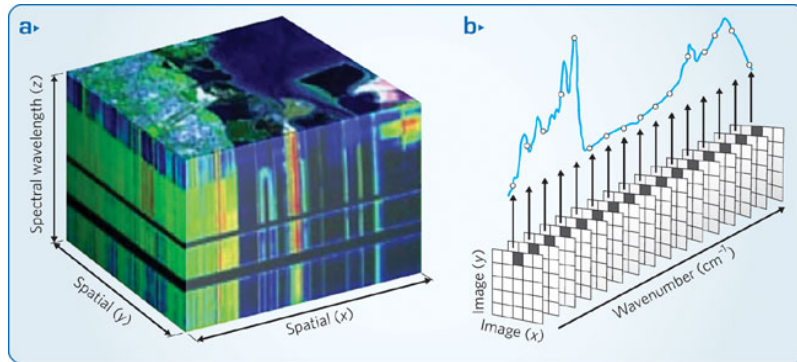 a▸
Spectral wavelength (z)
Spatial (y)
Spatial (x)
b▸
Image (y)
Image (x)
Wavenumber (cm⁻¹)